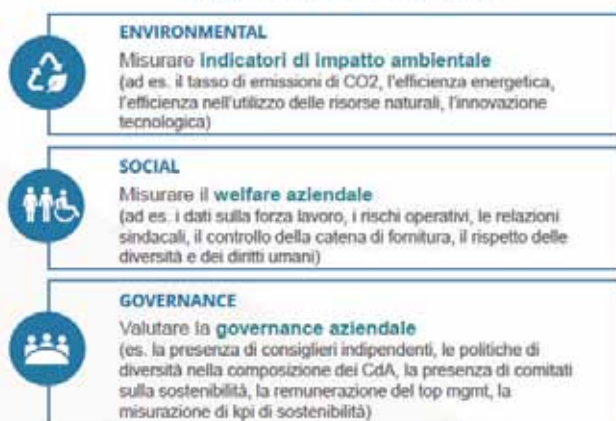 ENVIRONMENTAL
Misurare indicatori di impatto ambientale
(ad es. il tasso di emissioni di CO2, l'efficienza energetica,
l'efficienza nell'utilizzo delle risorse naturali, l'innovazione
tecnologica)
SOCIAL
Misurare il welfare aziendale
(ad es. i dati sulla forza lavoro, i rischi operativi, le relazioni
sindacali, il controllo della catena di fornitura, il rispetto delle
diversità e dei diritti umani)
GOVERNANCE
Valutare la governance aziendale
(es. la presenza di consiglieri indipendenti, le politiche di
diversità nella composizione dei CdA, la presenza di comitati
sulla sostenibilità, la remunerazione del top mgmt, la
misurazione di kpi di sostenibilità)